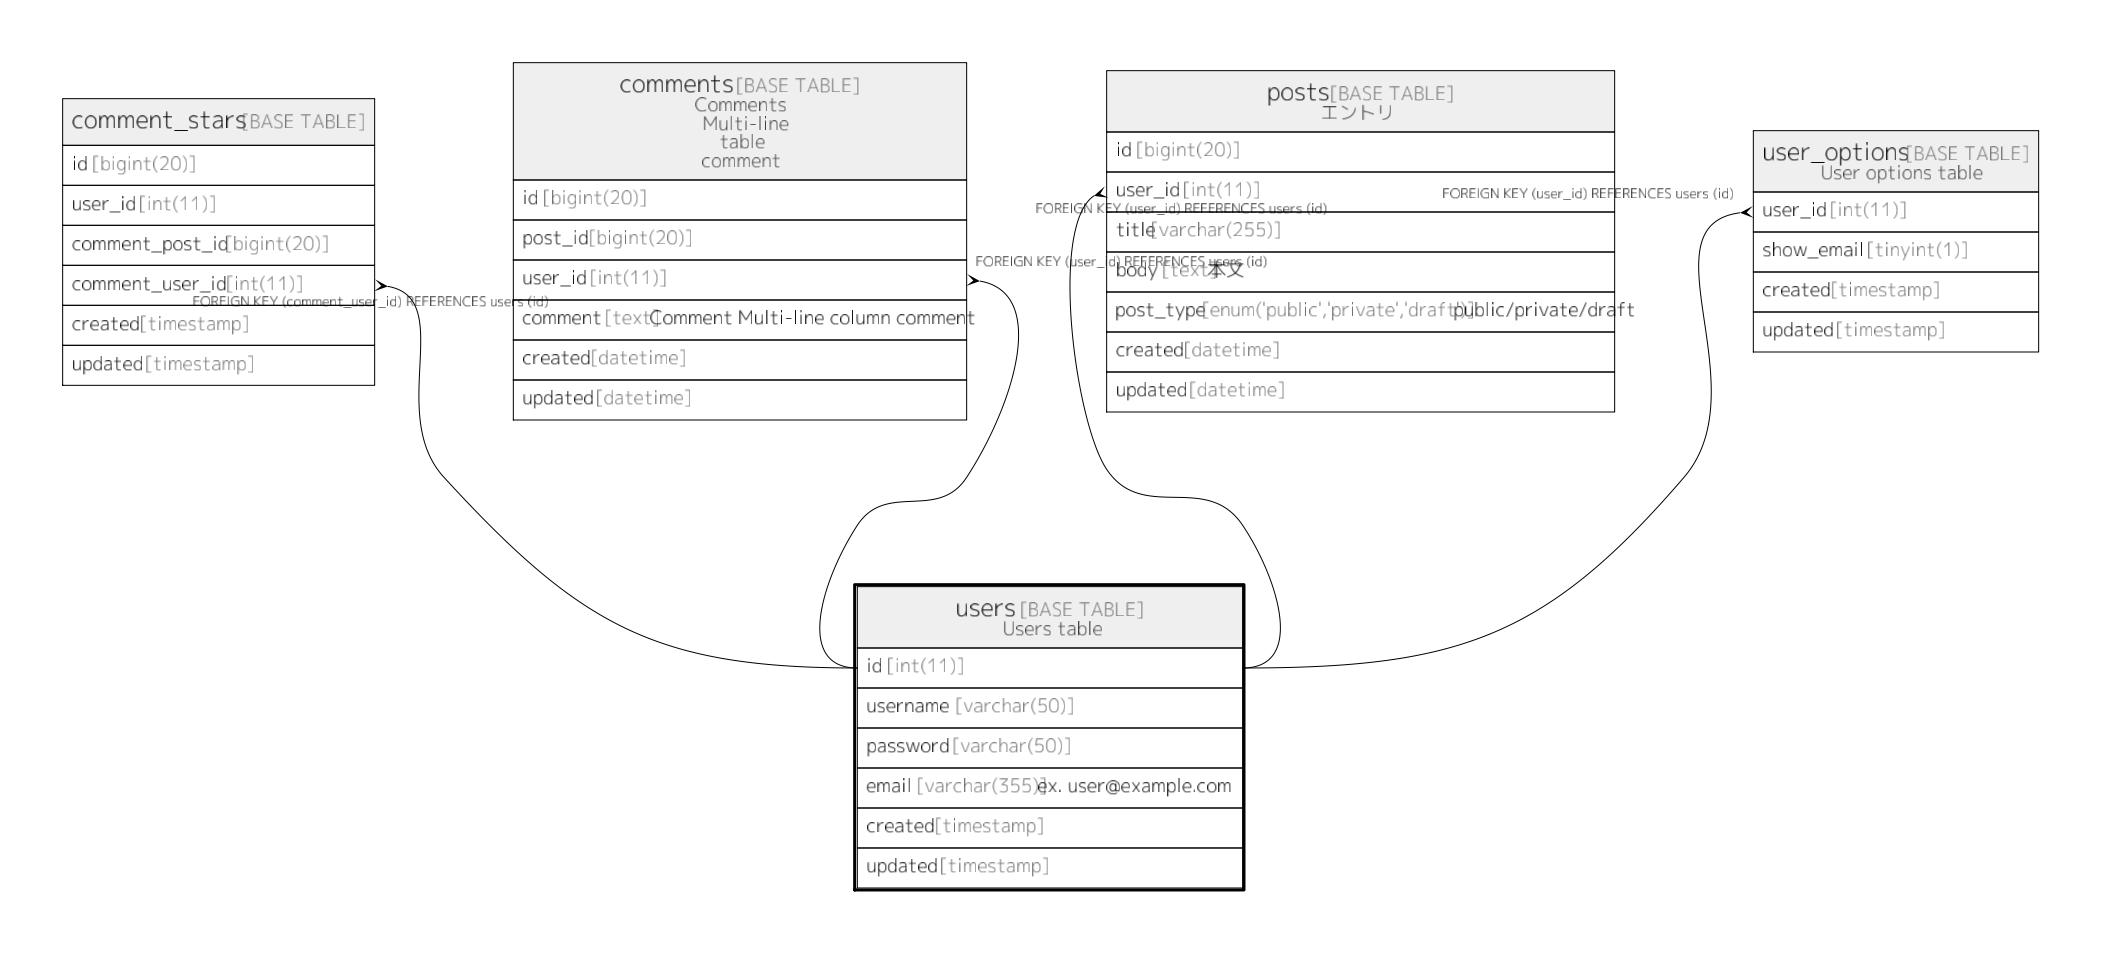 comment_stars [BASE TABLE]
id [bigint(20)]
user_id [int(11)]
comment_post_id [bigint(20)]
comment_user_id [int(11)]
created [timestamp]
updated [timestamp]
FOREIGN KEY (comment_user_id) REFERENCES users (id)
comments [BASE TABLE]
Comments
Multi-line
table
comment
id [bigint(20)]
post_id [bigint(20)]
user_id [int(11)]
comment [text] Comment Multi-line column comment
created [datetime]
updated [datetime]
FOREIGN KEY (user_id) REFERENCES users (id)
posts [BASE TABLE]
エントリ
id [bigint(20)]
user_id [int(11)]
title [varchar(255)]
body [text] 本文
post_type [enum('public','private','draft')] public/private/draft
created [datetime]
updated [datetime]
FOREIGN KEY (user_id) REFERENCES users (id)
user_options [BASE TABLE]
User options table
user_id [int(11)]
show_email [tinyint(1)]
created [timestamp]
updated [timestamp]
FOREIGN KEY (user_id) REFERENCES users (id)
users [BASE TABLE]
Users table
id [int(11)]
username [varchar(50)]
password [varchar(50)]
email [varchar(355)] ex. user@example.com
created [timestamp]
updated [timestamp]